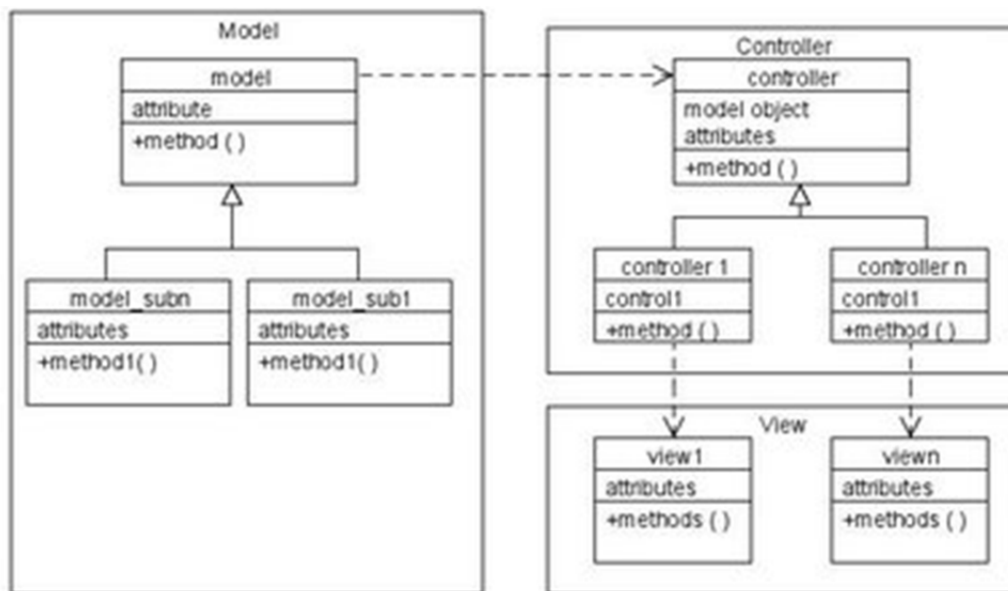 Model
model
attribute
+method ( )
model_subn
attributes
+method1( )
model_sub1
attributes
+method1( )
Controller
controller
model object
attributes
+method ( )
controller 1
control1
+method ( )
controller n
control1
+method ( )
View
view1
attributes
+methods ( )
viewn
attributes
+methods ( )